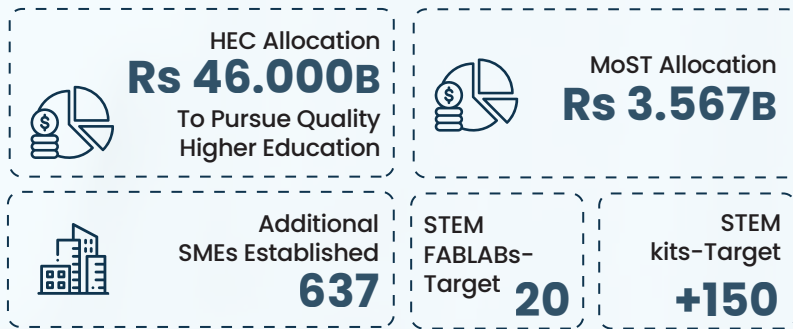 HEC Allocation
Rs 46.000B
To Pursue Quality
Higher Education
MoST Allocation
Rs 3.567B
Additional
SMEs Established
637
STEM
FABLABs-
Target 20
STEM
kits-Target
+150